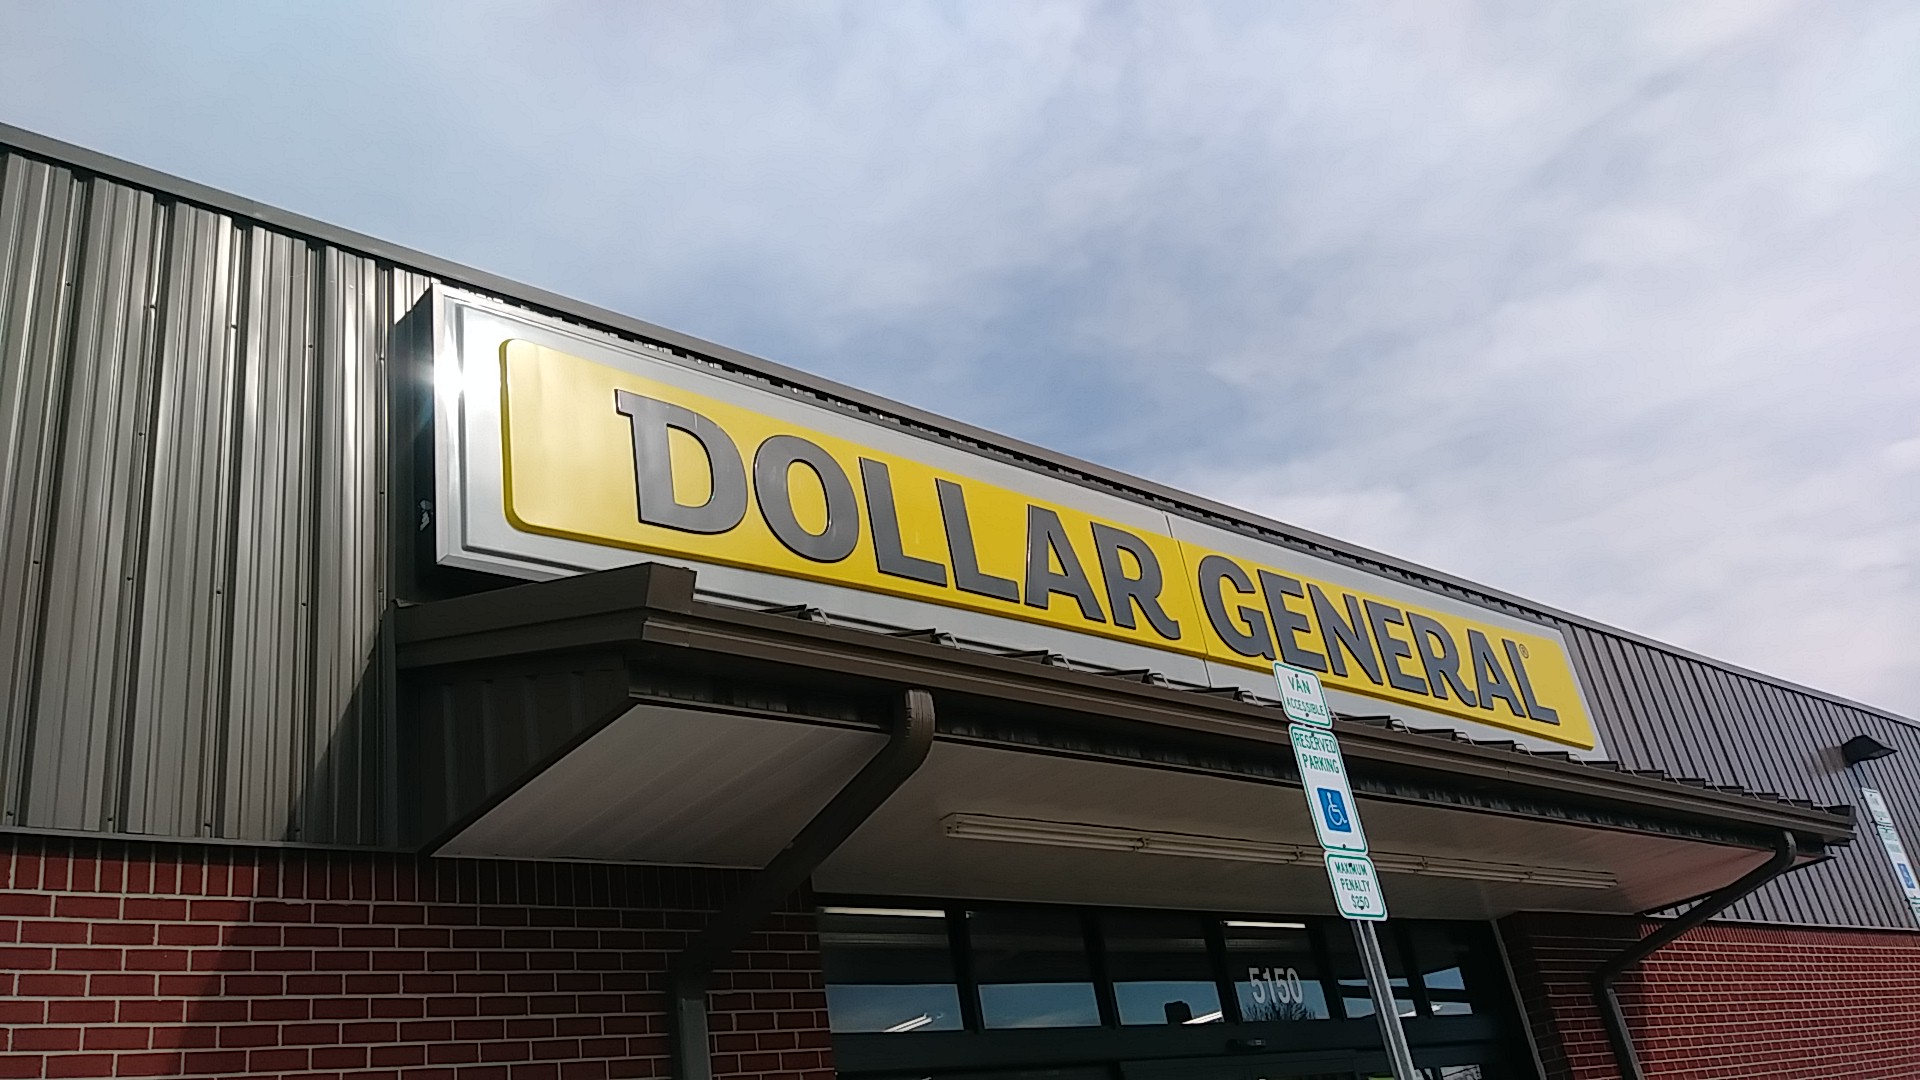 DOLLAR GENERAL®
VAN
ACCESSIBLE
RESERVED
PARKING
MAXIMUM
PENALTY
$250
5150